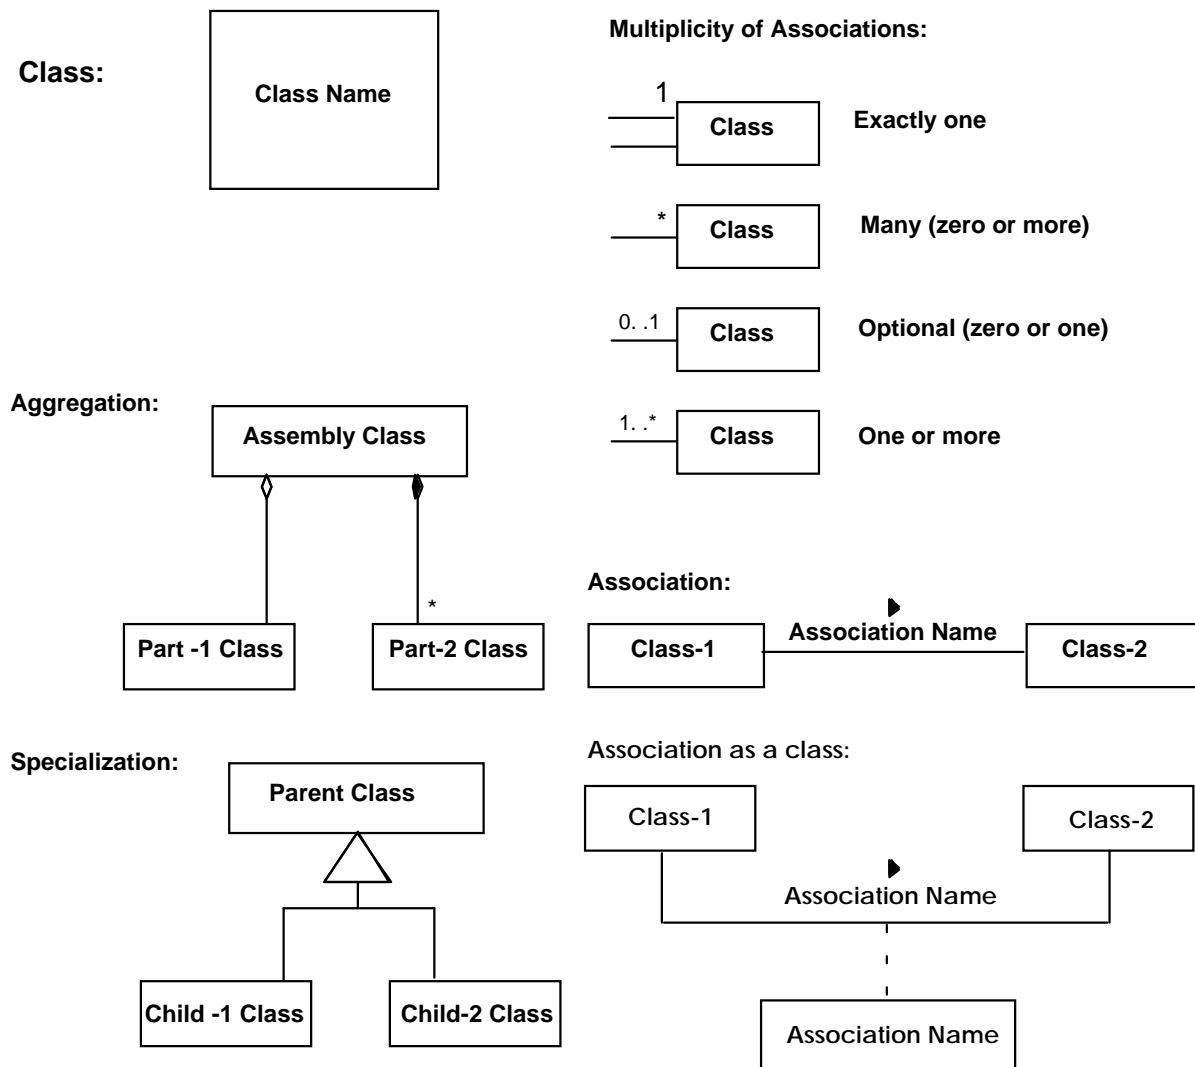 Class:
Class Name
Multiplicity of Associations:
1
Class
Exactly one
*
Class
Many (zero or more)
0. .1
Class
Optional (zero or one)
1. .*
Class
One or more
Aggregation:
Assembly Class
*
Part -1 Class
Part-2 Class
Association:
Class-1
Association Name
Class-2
Specialization:
Parent Class
Child -1 Class
Child-2 Class
Association as a class:
Class-1
Class-2
Association Name
Association Name